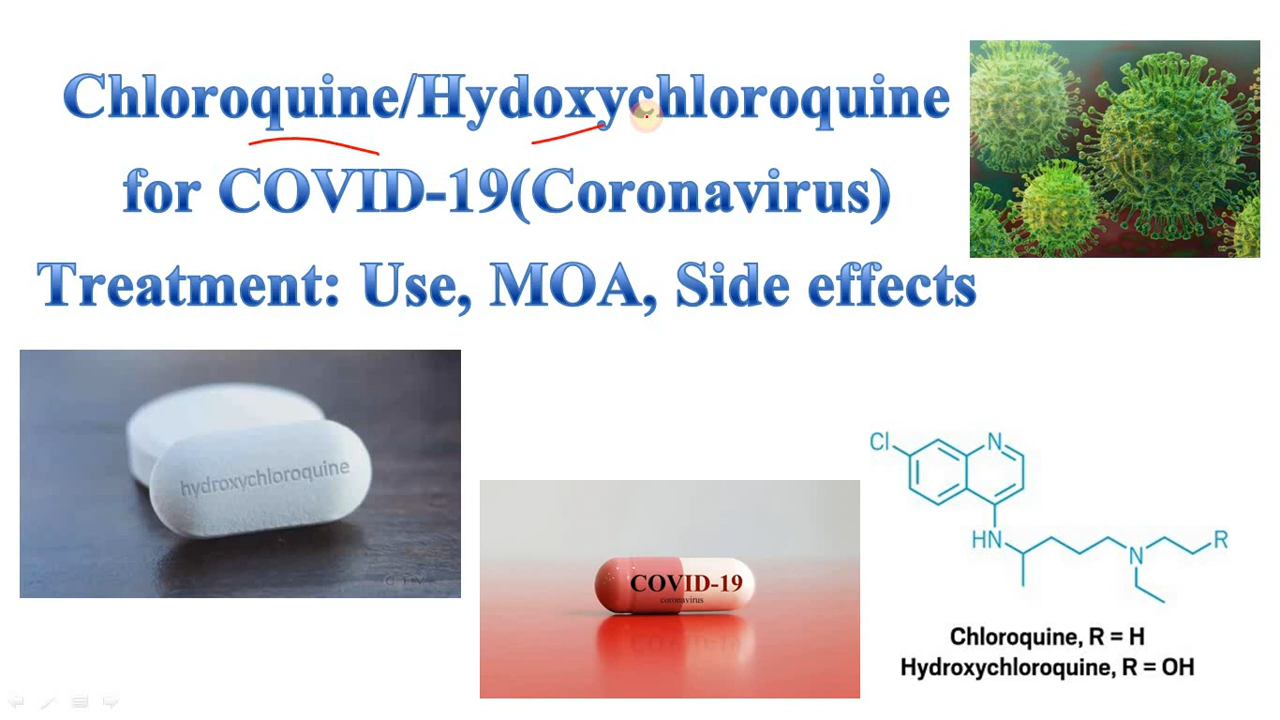 Chloroquine/Hydoxychloroquine
for COVID-19(Coronavirus)
Treatment: Use, MOA, Side effects
hydroxychloroquine
COVID-19
coronavirus
Cl
N
HN
N
R
Chloroquine, R = H
Hydroxychloroquine, R = OH